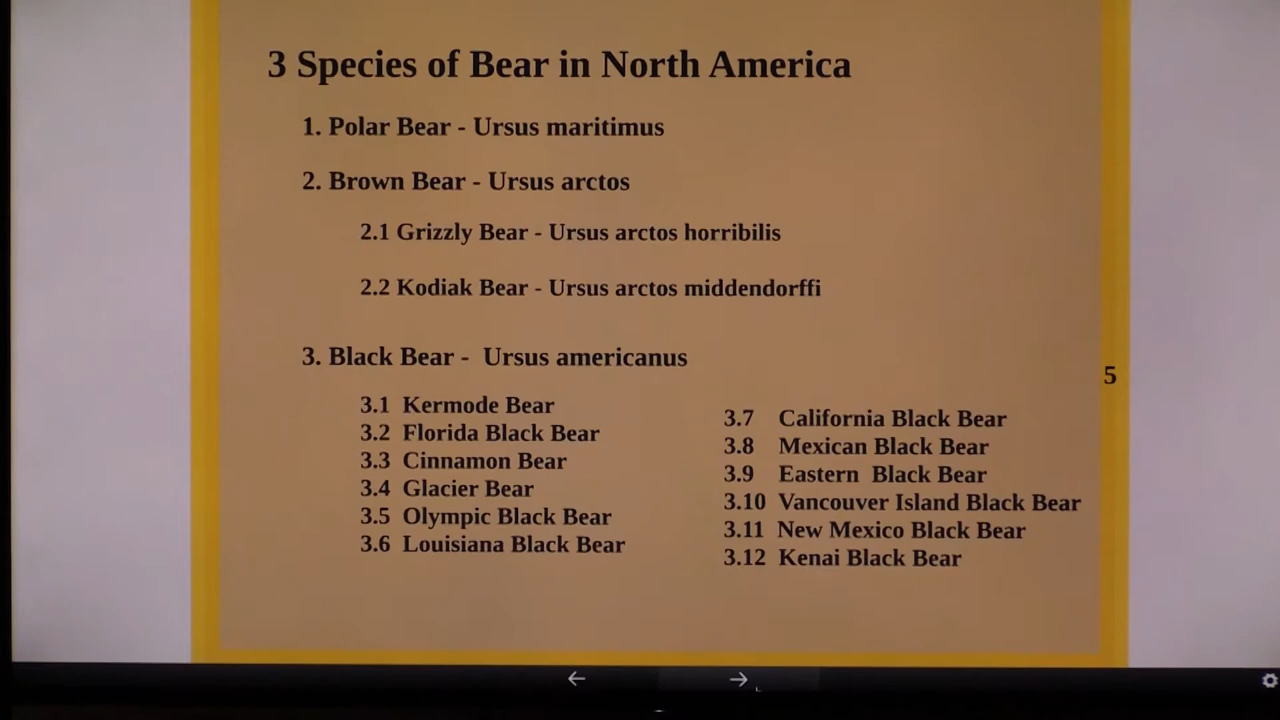 3 Species of Bear in North America
1. Polar Bear - Ursus maritimus
2. Brown Bear - Ursus arctos
2.1 Grizzly Bear - Ursus arctos horribilis
2.2 Kodiak Bear - Ursus arctos middendorffi
3. Black Bear -  Ursus americanus
3.1  Kermode Bear
3.2  Florida Black Bear
3.3  Cinnamon Bear
3.4  Glacier Bear
3.5  Olympic Black Bear
3.6  Louisiana Black Bear
3.7  California Black Bear
3.8  Mexican Black Bear
3.9  Eastern  Black Bear
3.10  Vancouver Island Black Bear
3.11  New Mexico Black Bear
3.12  Kenai Black Bear
5